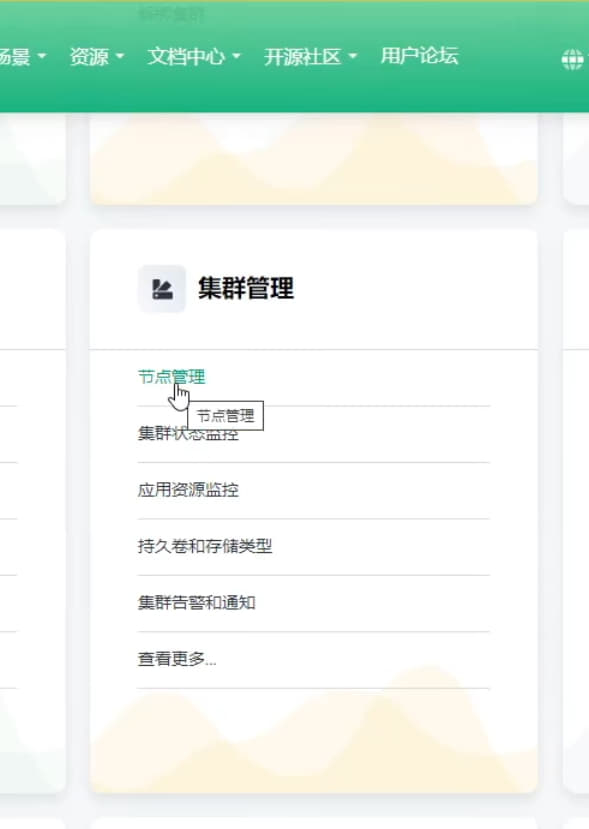 场景 资源 文档中心 开源社区 用户论坛
集群管理
节点管理
节点管理
集群状态监控
应用资源监控
持久卷和存储类型
集群告警和通知
查看更多...